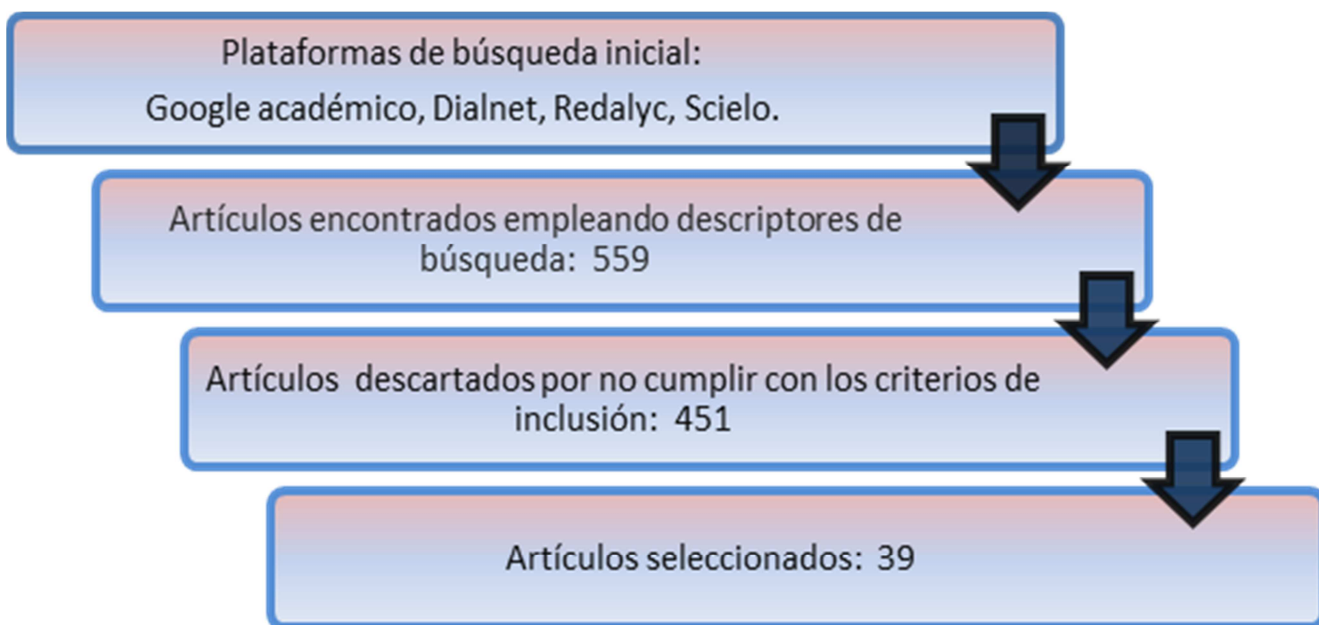 Plataformas de búsqueda inicial:
Google académico, Dialnet, Redalyc, Scielo.
Artículos encontrados empleando descriptores de
búsqueda: 559
Artículos descartados por no cumplir con los criterios de
inclusión: 451
Artículos seleccionados: 39